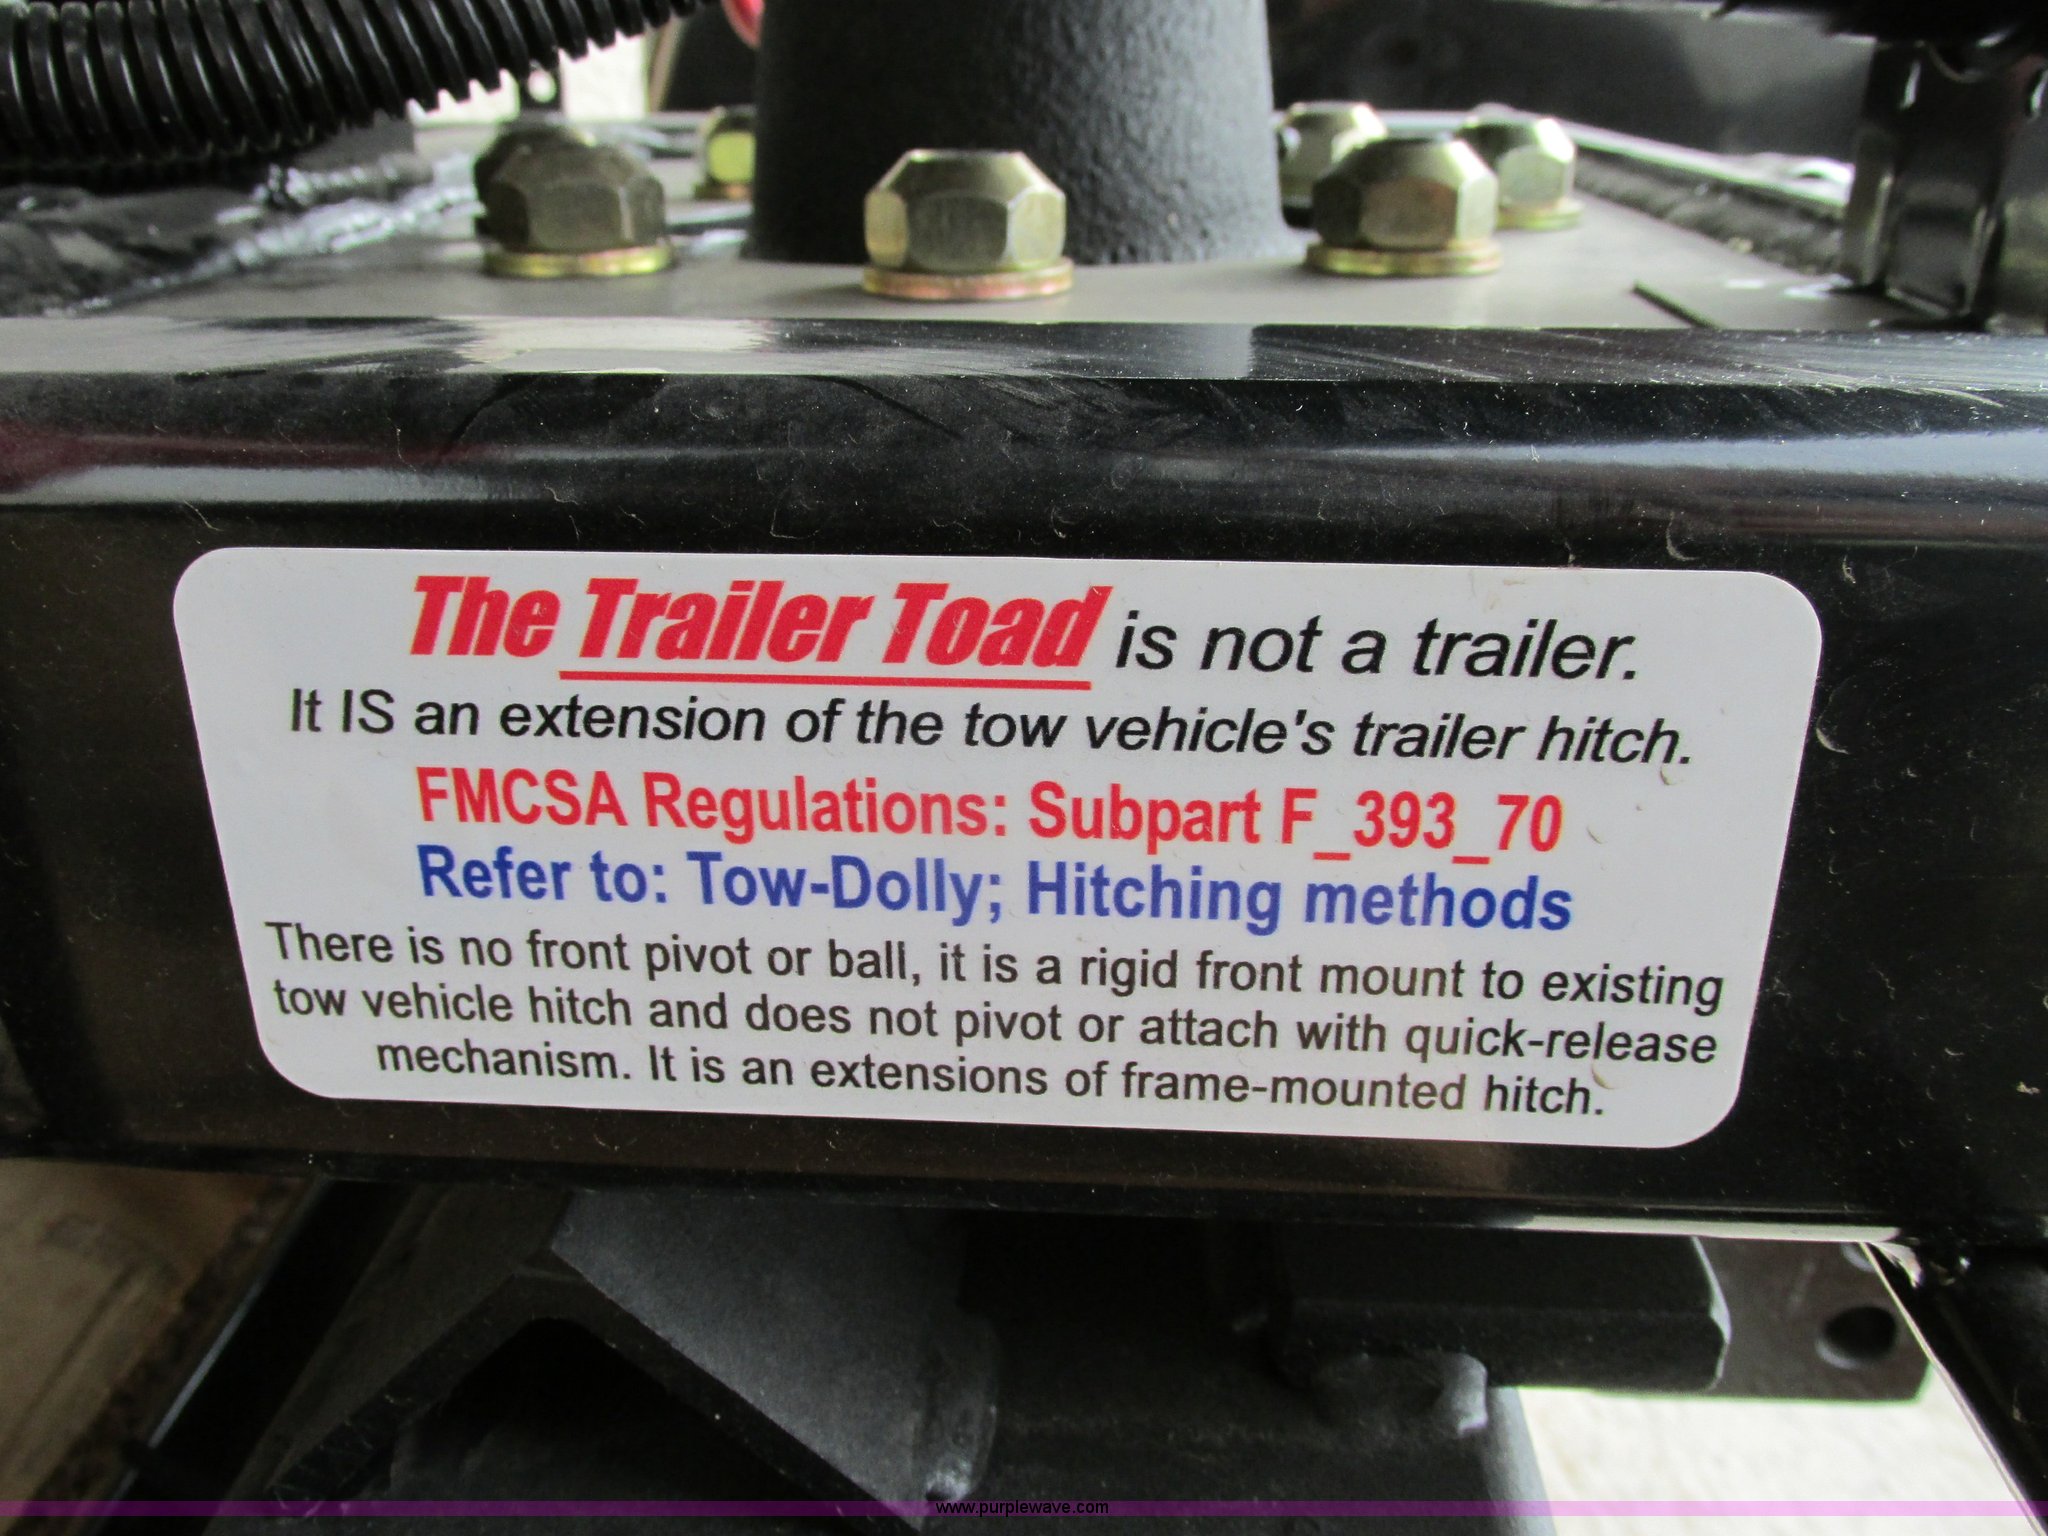 The Trailer Toad is not a trailer.
It IS an extension of the tow vehicle's trailer hitch.
FMCSA Regulations: Subpart F_393_70
Refer to: Tow-Dolly; Hitching methods
There is no front pivot or ball, it is a rigid front mount to existing
tow vehicle hitch and does not pivot or attach with quick-release
mechanism. It is an extensions of frame-mounted hitch.
www.purplewave.com